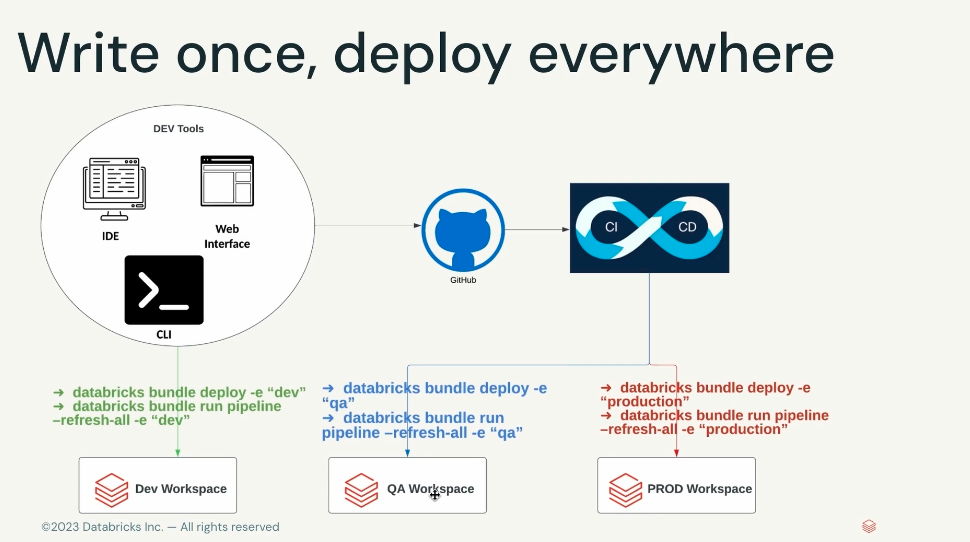 Write once, deploy everywhere
DEV Tools
IDE
Web
Interface
CLI
GitHub
CI
CD
➜ databricks bundle deploy -e “dev”
➜ databricks bundle run pipeline
–refresh-all -e “dev”
➜ databricks bundle deploy -e
“qa”
➜ databricks bundle run
pipeline –refresh-all -e “qa”
➜ databricks bundle deploy -e
“production”
➜ databricks bundle run pipeline
–refresh-all -e “production”
Dev Workspace
QA Workspace
PROD Workspace
©2023 Databricks Inc. — All rights reserved